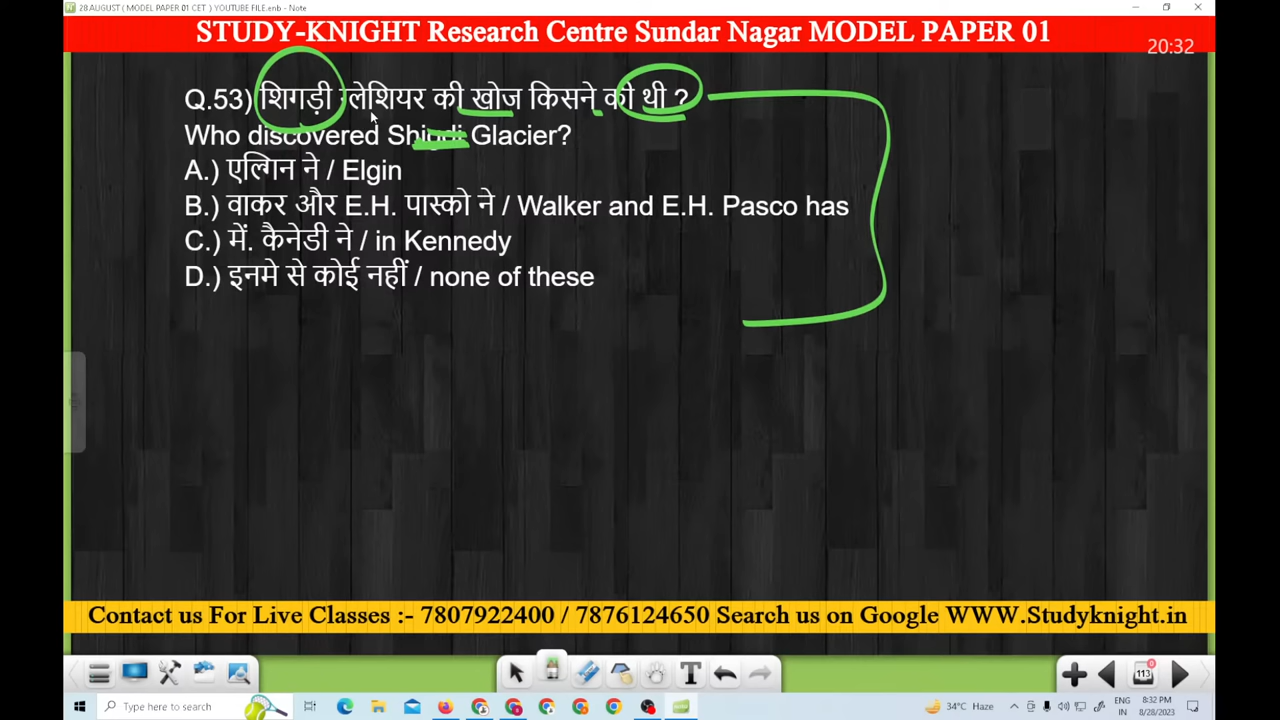 28 AUGUST ( MODEL PAPER 01 CET ) YOUTUBE FILE.enb - Note
STUDY-KNIGHT Research Centre Sundar Nagar MODEL PAPER 01
20:32
Q.53) शिगड़ी ग्लेशियर की खोज किसने की थी ?
Who discovered Shigdi Glacier?
A.) एल्गिन ने / Elgin
B.) वाकर और E.H. पास्को ने / Walker and E.H. Pasco has
C.) में. कैनेडी ने / in Kennedy
D.) इनमे से कोई नहीं / none of these
Contact us For Live Classes :- 7807922400 / 7876124650 Search us on Google WWW.Studyknight.in
113
Type here to search
34°C Haze
ENG
IN
8:32 PM
8/28/2023